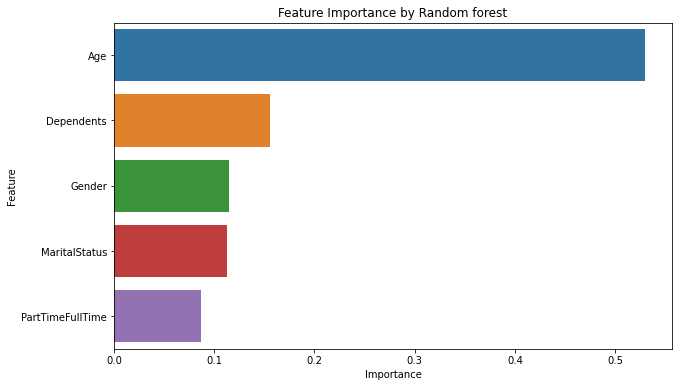 Feature Importance by Random forest
Age
Dependents
Gender
MaritalStatus
PartTimeFullTime
Feature
0.0 0.1 0.2 0.3 0.4 0.5
Importance